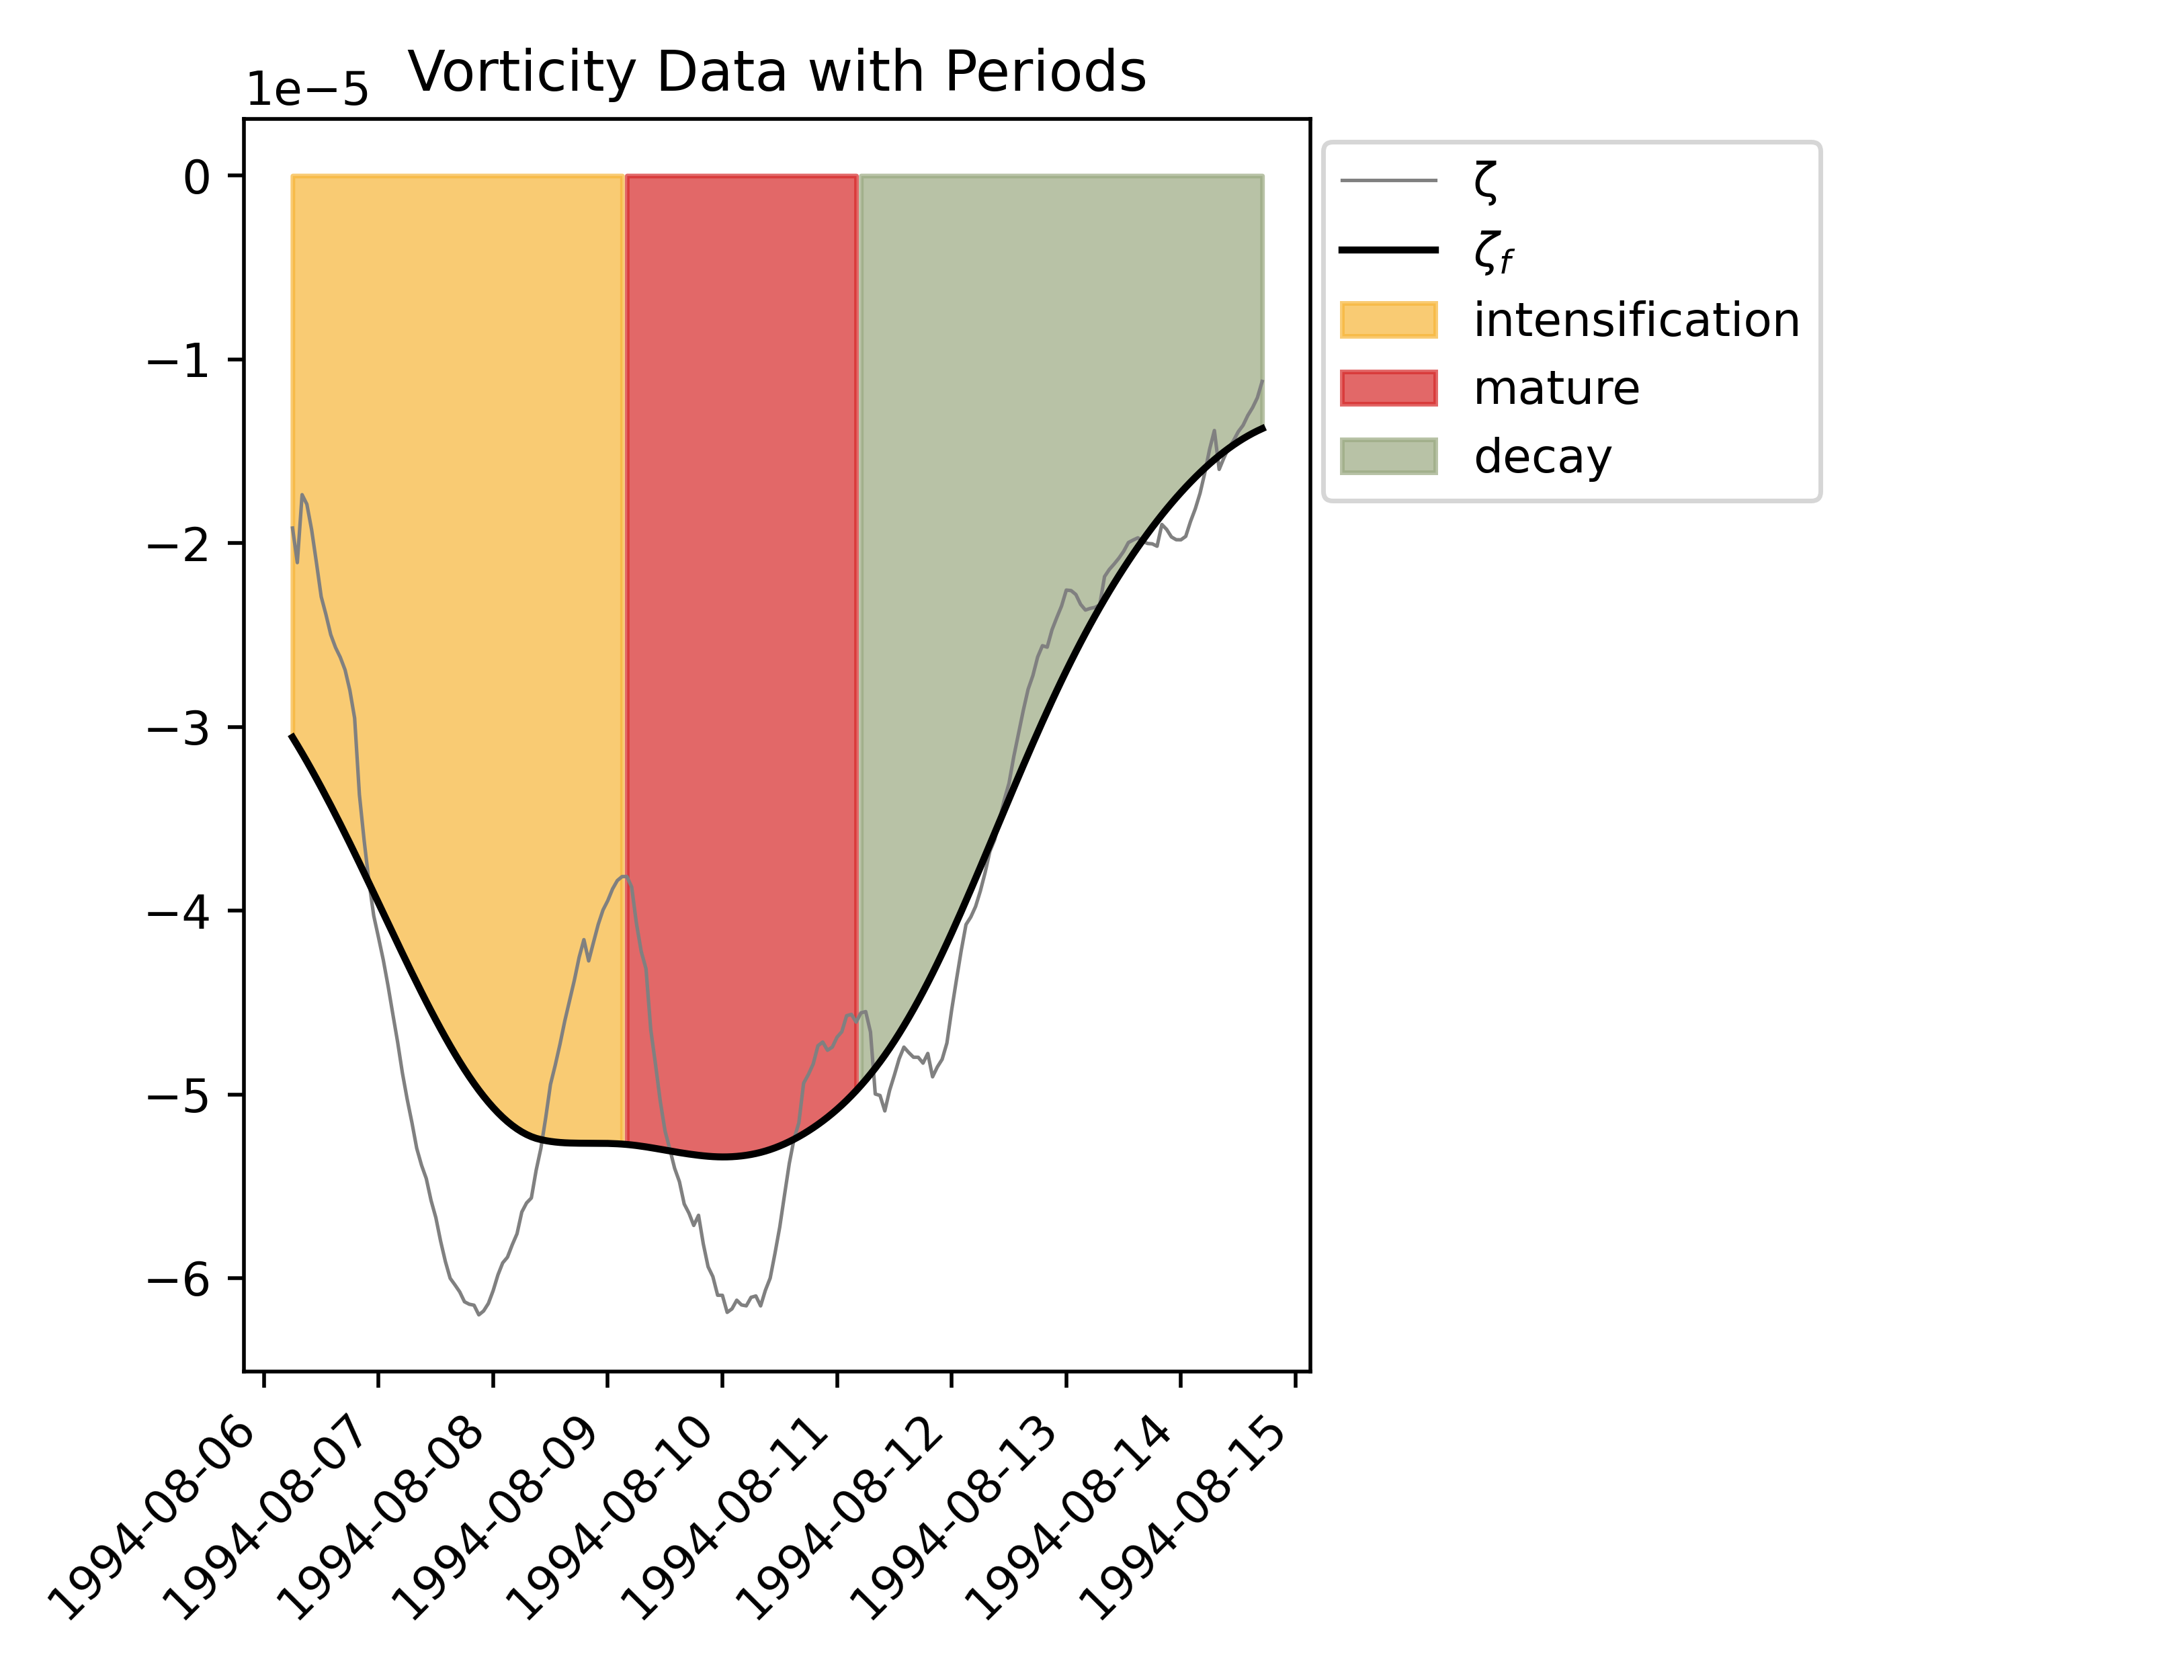 Vorticity Data with Periods
1e−5
0
−1
−2
−3
−4
−5
−6
1994-08-06
1994-08-07
1994-08-08
1994-08-09
1994-08-10
1994-08-11
1994-08-12
1994-08-13
1994-08-14
1994-08-15
ζ
ζf
intensification
mature
decay